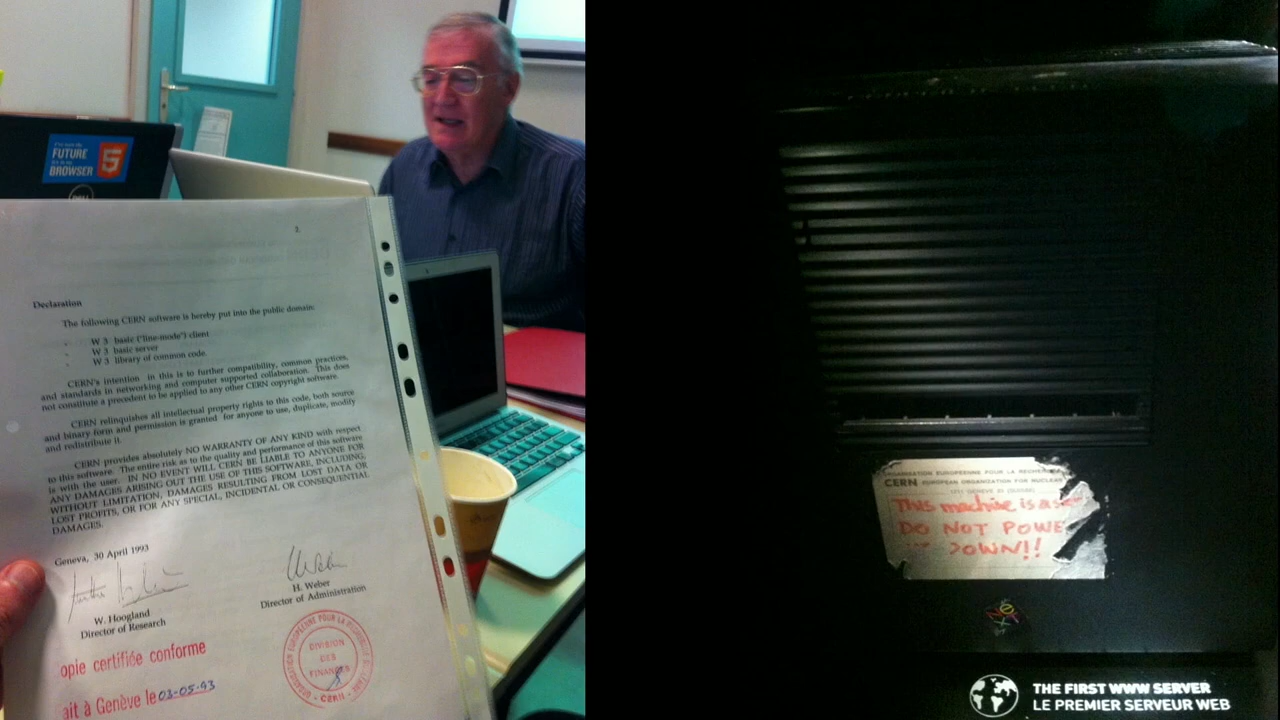 FUTURE
BROWSER
5
DELL
2.
Declaration
The following CERN software is hereby put into the public domain:
- W 3 basic ("line-mode") client
- W 3 basic server
- W 3 library of common code.
CERN's intention in this is to further compatibility, common practices,
and standards in networking and computer supported collaboration. This does
not constitute a precedent to be applied to any other CERN copyright software.
CERN relinquishes all intellectual property rights to this code, both source
and binary form and permission is granted for anyone to use, duplicate, modify
and redistribute it.
CERN provides absolutely NO WARRANTY OF ANY KIND with respect
to this software. The entire risk as to the quality and performance of this software
is with the user. IN NO EVENT WILL CERN BE LIABLE TO ANYONE FOR
ANY DAMAGES ARISING OUT THE USE OF THIS SOFTWARE, INCLUDING,
WITHOUT LIMITATION, DAMAGES RESULTING FROM LOST DATA OR
LOST PROFITS, OR FOR ANY SPECIAL, INCIDENTAL OR CONSEQUENTIAL
DAMAGES.
Geneva, 30 April 1993
W. Hoogland
Director of Research
H. Weber
Director of Administration
opie certifiée conforme
ait à Genève le 03-05-93
DIVISION
DES
FINANCES
CERN
ORGANISATION EUROPÉENNE POUR LA RECHERCHE
CERN EUROPEAN ORGANIZATION FOR NUCLEAR
This machine is a se
DO NOT POWE
DOWN!!
THE FIRST WWW SERVER
LE PREMIER SERVEUR WEB